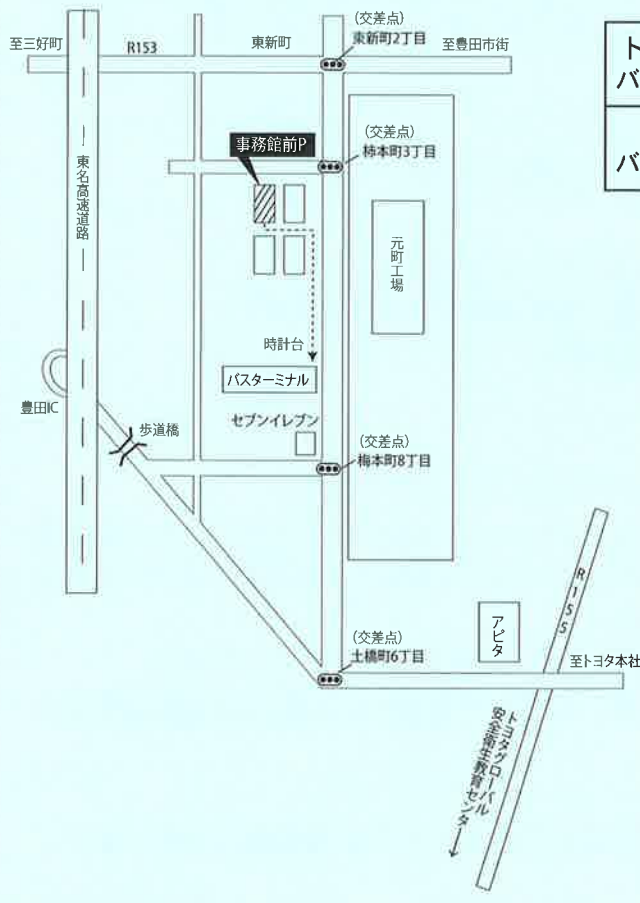 (交差点)
東新町2丁目
至三好町
R153
東新町
至豊田市街
ト
バ
バ
事務館前P
(交差点)
柿本町3丁目
東名高速道路
元町工場
時計台
バスターミナル
豊田IC
歩道橋
セブンイレブン
(交差点)
梅本町8丁目
R155
アピタ
(交差点)
土橋町6丁目
至トヨタ本社
トヨタグローバル
安全衛生教育センター